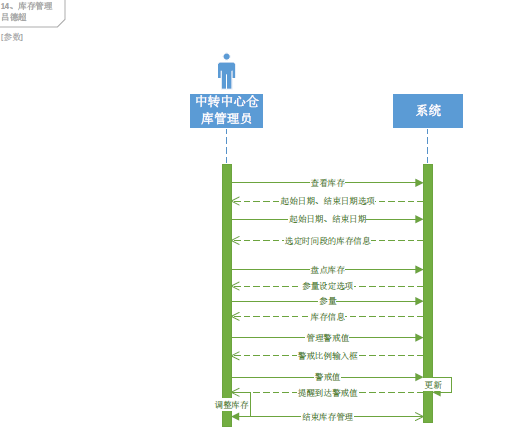 14、库存管理
吕德超
[参数]
中转中心仓
库管理员
系统
查看库存
起始日期、结束日期选项
起始日期、结束日期
选定时间段的库存信息
盘点库存
参量设定选项
参量
库存信息
管理警戒值
警戒比例输入框
警戒值
更新
提醒到达警戒值
调整库存
结束库存管理